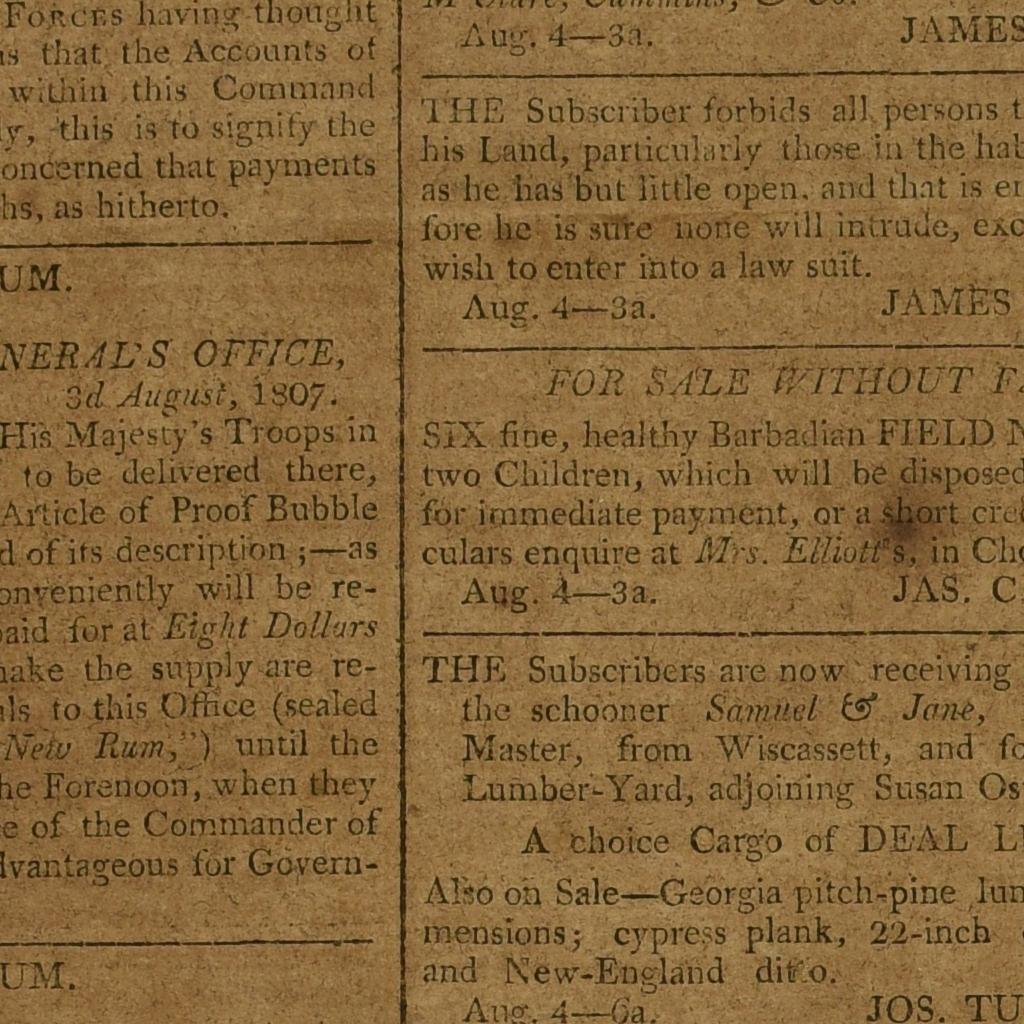 FORCES having thought
is that the Accounts of
within this Command
ly, this is to signify the
oncerned that payments
hs, as hitherto.
UM.
NERAL'S OFFICE,
3d August, 1807.
His Majesty's Troops in
to be delivered there,
Article of Proof Bubble
d of its description ;—as
onveniently will be re-
paid for at Eight Dollars
make the supply are re-
ls to this Office (sealed
New Rum,") until the
he Forenoon, when they
e of the Commander of
dvantageous for Govern-
UM.
M'Clure, Cummins, & Co.
Aug. 4—3a. JAMES
THE Subscriber forbids all persons t
his Land, particularly those in the hab
as he has but little open, and that is en
fore he is sure none will intrude, exc
wish to enter into a law suit.
Aug. 4—3a. JAMES
FOR SALE WITHOUT FA
SIX fine, healthy Barbadian FIELD N
two Children, which will be disposed
for immediate payment, or a short cre
culars enquire at Mrs. Elliott's, in Ch
Aug. 4—3a. JAS. C.
THE Subscribers are now receiving
the schooner Samuel & Jane,
Master, from Wiscassett, and fo
Lumber-Yard, adjoining Susan Os
A choice Cargo of DEAL L
Also on Sale—Georgia pitch-pine lum
mensions; cypress plank, 22-inch
and New-England ditto.
Aug. 4—6a. JOS. TU